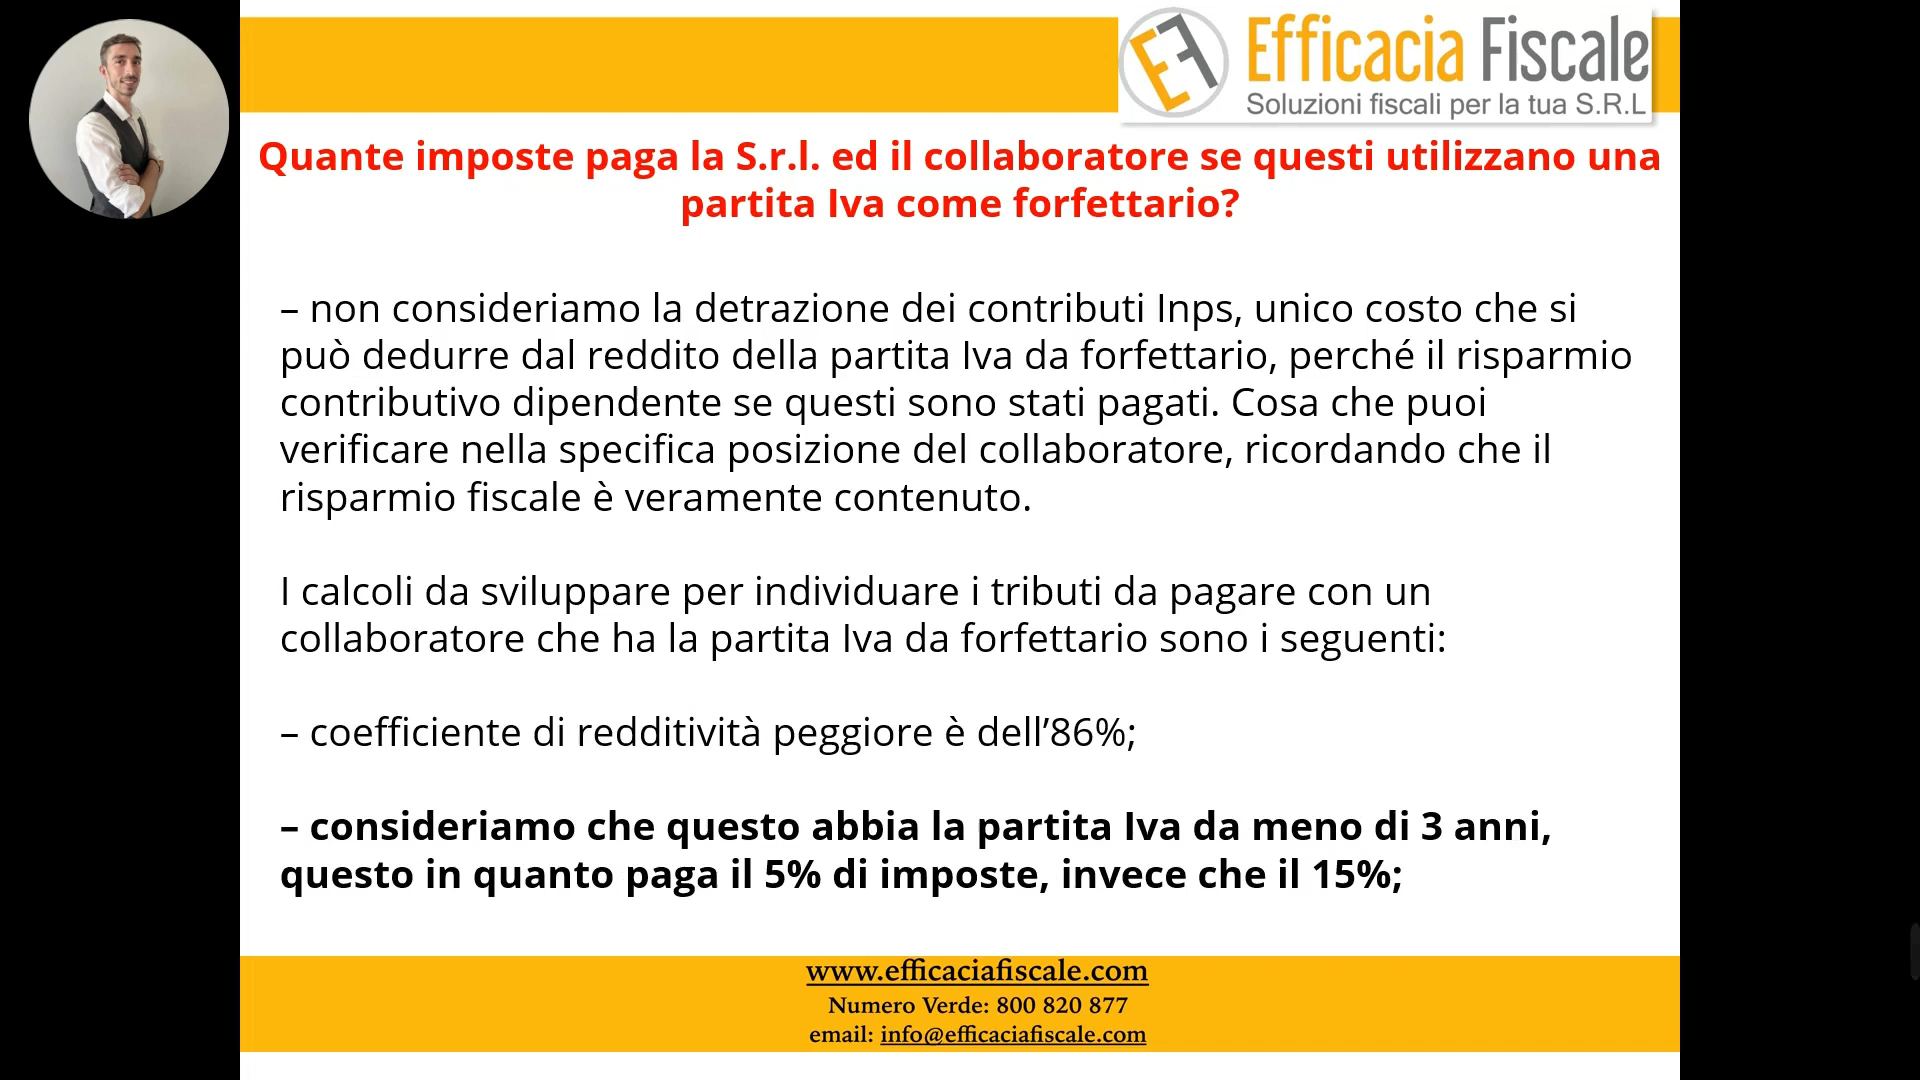 EF
Efficacia Fiscale
Soluzioni fiscali per la tua S.R.L
Quante imposte paga la S.r.l. ed il collaboratore se questi utilizzano una
partita Iva come forfettario?
– non consideriamo la detrazione dei contributi Inps, unico costo che si
può dedurre dal reddito della partita Iva da forfettario, perché il risparmio
contributivo dipendente se questi sono stati pagati. Cosa che puoi
verificare nella specifica posizione del collaboratore, ricordando che il
risparmio fiscale è veramente contenuto.
I calcoli da sviluppare per individuare i tributi da pagare con un
collaboratore che ha la partita Iva da forfettario sono i seguenti:
– coefficiente di redditività peggiore è dell’86%;
– consideriamo che questo abbia la partita Iva da meno di 3 anni,
questo in quanto paga il 5% di imposte, invece che il 15%;
www.efficaciafiscale.com
Numero Verde: 800 820 877
email: info@efficaciafiscale.com